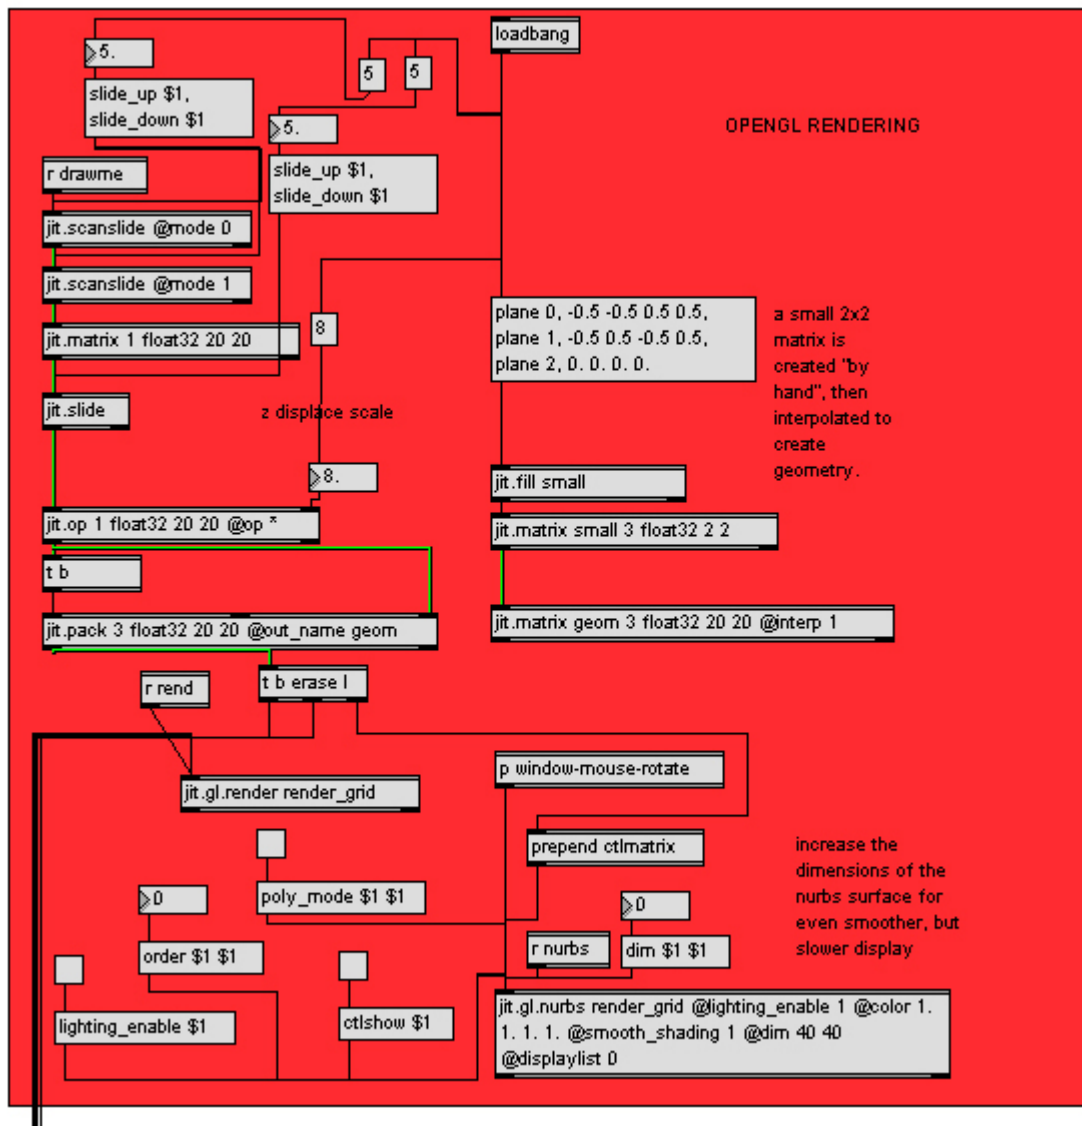 loadbang
5.
5
5
slide_up $1,
slide_down $1
5.
OPENGL RENDERING
r drawme
slide_up $1,
slide_down $1
jit.scanslide @mode 0
jit.scanslide @mode 1
jit.matrix 1 float32 20 20
8
plane 0, -0.5 -0.5 0.5 0.5,
plane 1, -0.5 0.5 -0.5 0.5,
plane 2, 0. 0. 0. 0.
a small 2x2
matrix is
created "by
hand", then
interpolated to
create
geometry.
jit.slide
z displace scale
8.
jit.fill small
jit.op 1 float32 20 20 @op *
jit.matrix small 3 float32 2 2
t b
jit.pack 3 float32 20 20 @out_name geom
jit.matrix geom 3 float32 20 20 @interp 1
r rend
t b erase l
jit.gl.render render_grid
p window-mouse-rotate
prepend ctlmatrix
increase the
dimensions of the
nurbs surface for
even smoother, but
slower display
poly_mode $1 $1
0
0
order $1 $1
r nurbs
dim $1 $1
lighting_enable $1
ctlshow $1
jit.gl.nurbs render_grid @lighting_enable 1 @color 1.
1. 1. 1. @smooth_shading 1 @dim 40 40
@displaylist 0